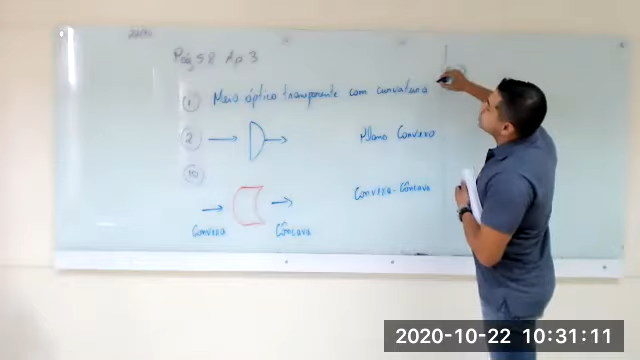 Pág 58 Ap 3
1 Meio óptico transparente com curvatura
2 Plano Convexo
10
Convexa-Côncava
Convexa Côncava
2020-10-22 10:31:11